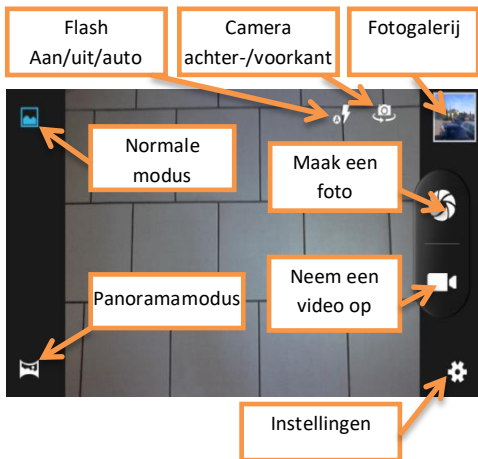 Flash
Aan/uit/auto
Camera
achter-/voorkant
Fotogalerij
Normale
modus
Maak een
foto
Panoramamodus
Neem een
video op
Instellingen